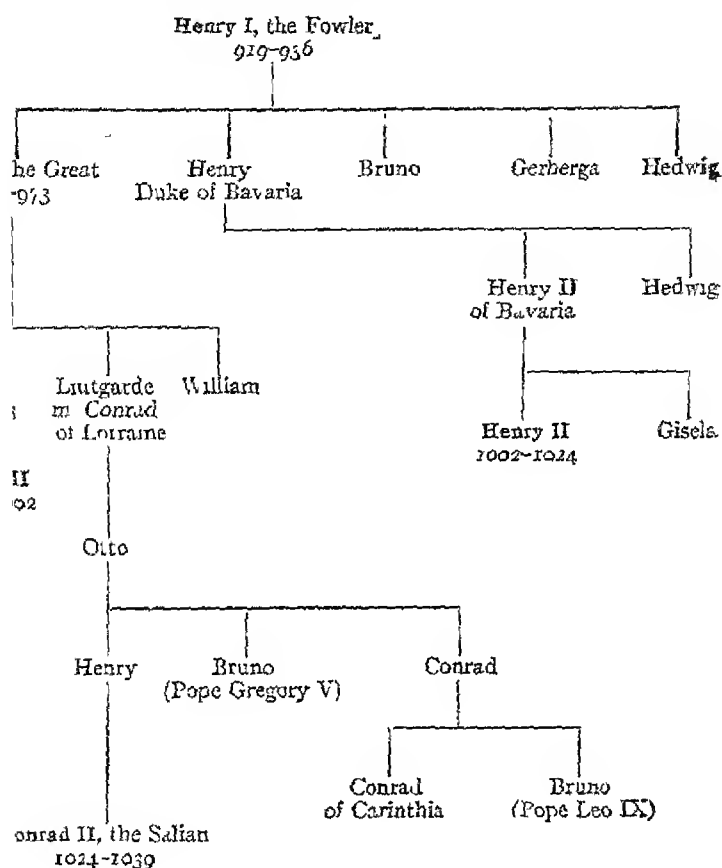 Henry I, the Fowler
919-936
he Great
-973
Henry
Duke of Bavaria
Bruno
Gerberga
Hedwig
Henry II
of Bavaria
Hedwig
Liutgarde
m Conrad
of Lorraine
William
Henry II
1002-1024
Gisela
II
02
Otto
Henry
Bruno
(Pope Gregory V)
Conrad
Conrad
of Carinthia
Bruno
(Pope Leo IX)
onrad II, the Salian
1024-1039